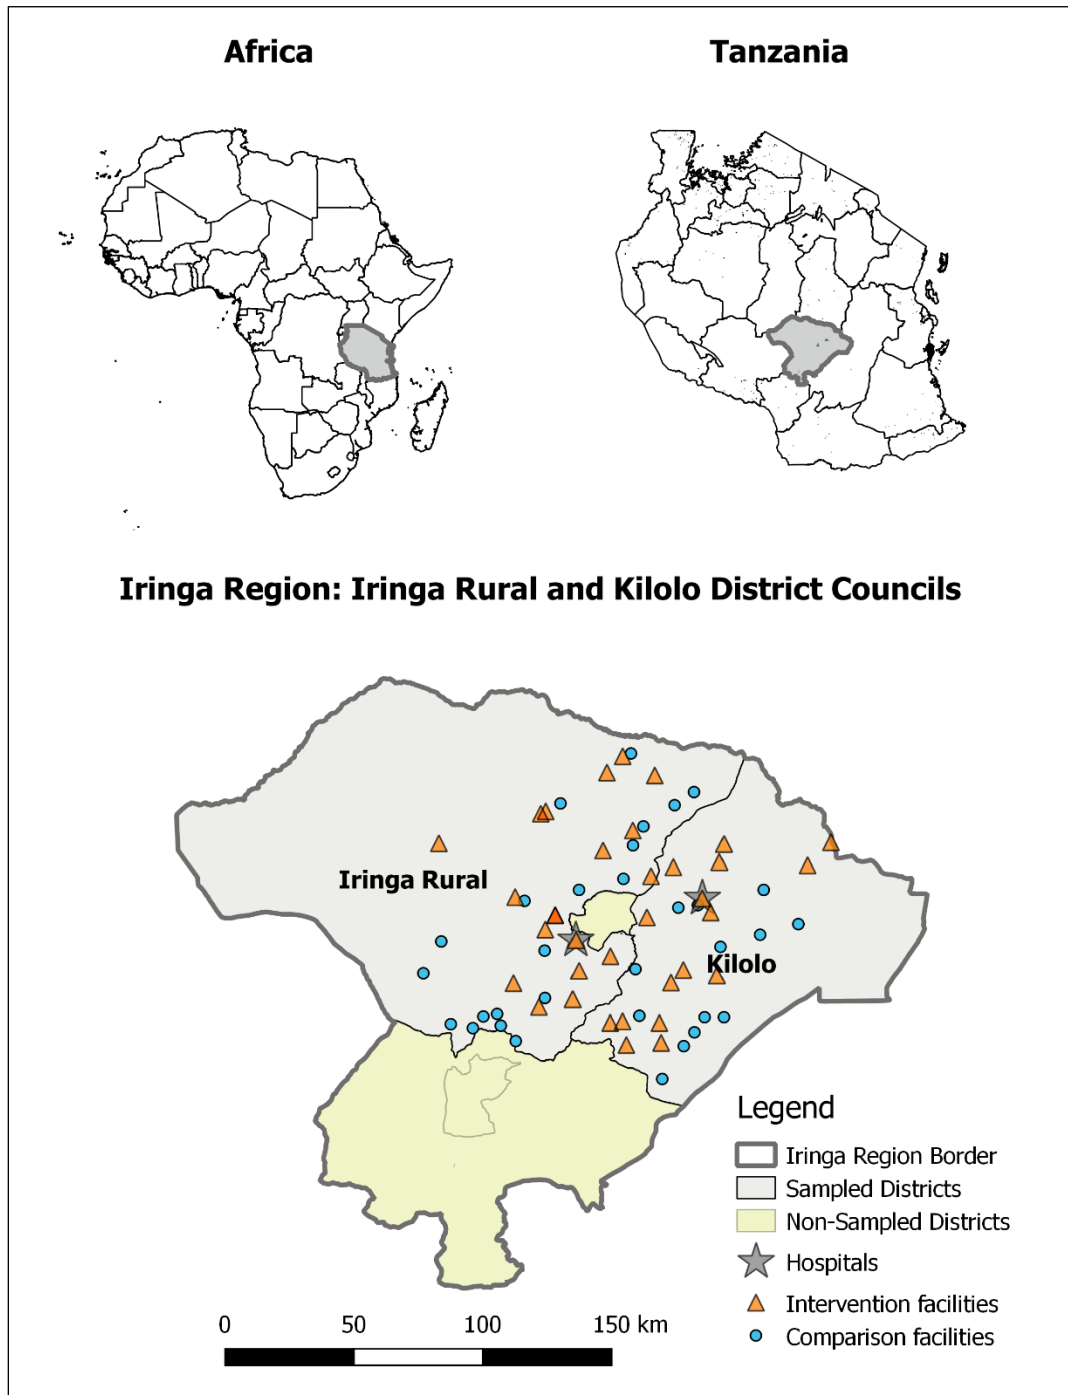 Africa
Tanzania
Iringa Region: Iringa Rural and Kilolo District Councils
Iringa Rural
Kilolo
Legend
Iringa Region Border
Sampled Districts
Non-Sampled Districts
Hospitals
Intervention facilities
Comparison facilities
0 50 100 150 km